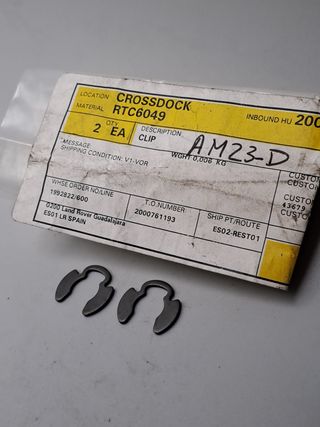 LOCATION CROSSDOCK INBOUND HU 200
MATERIAL RTC6049
2 QTY EA DESCRIPTION: CLIP
AM23-D
MESSAGE: WGHT 0,006 KG
SHIPPING CONDITION: V1-VOR
WHSE ORDER NO/LINE T.O.NUMBER SHIP PT/ROUTE
1992822/600 2000761193 ES02-REST01
0200 Land Rover Guadalajara
ES01 LR SPAIN
CUSTO
CUSTOM
43679
CUSTO